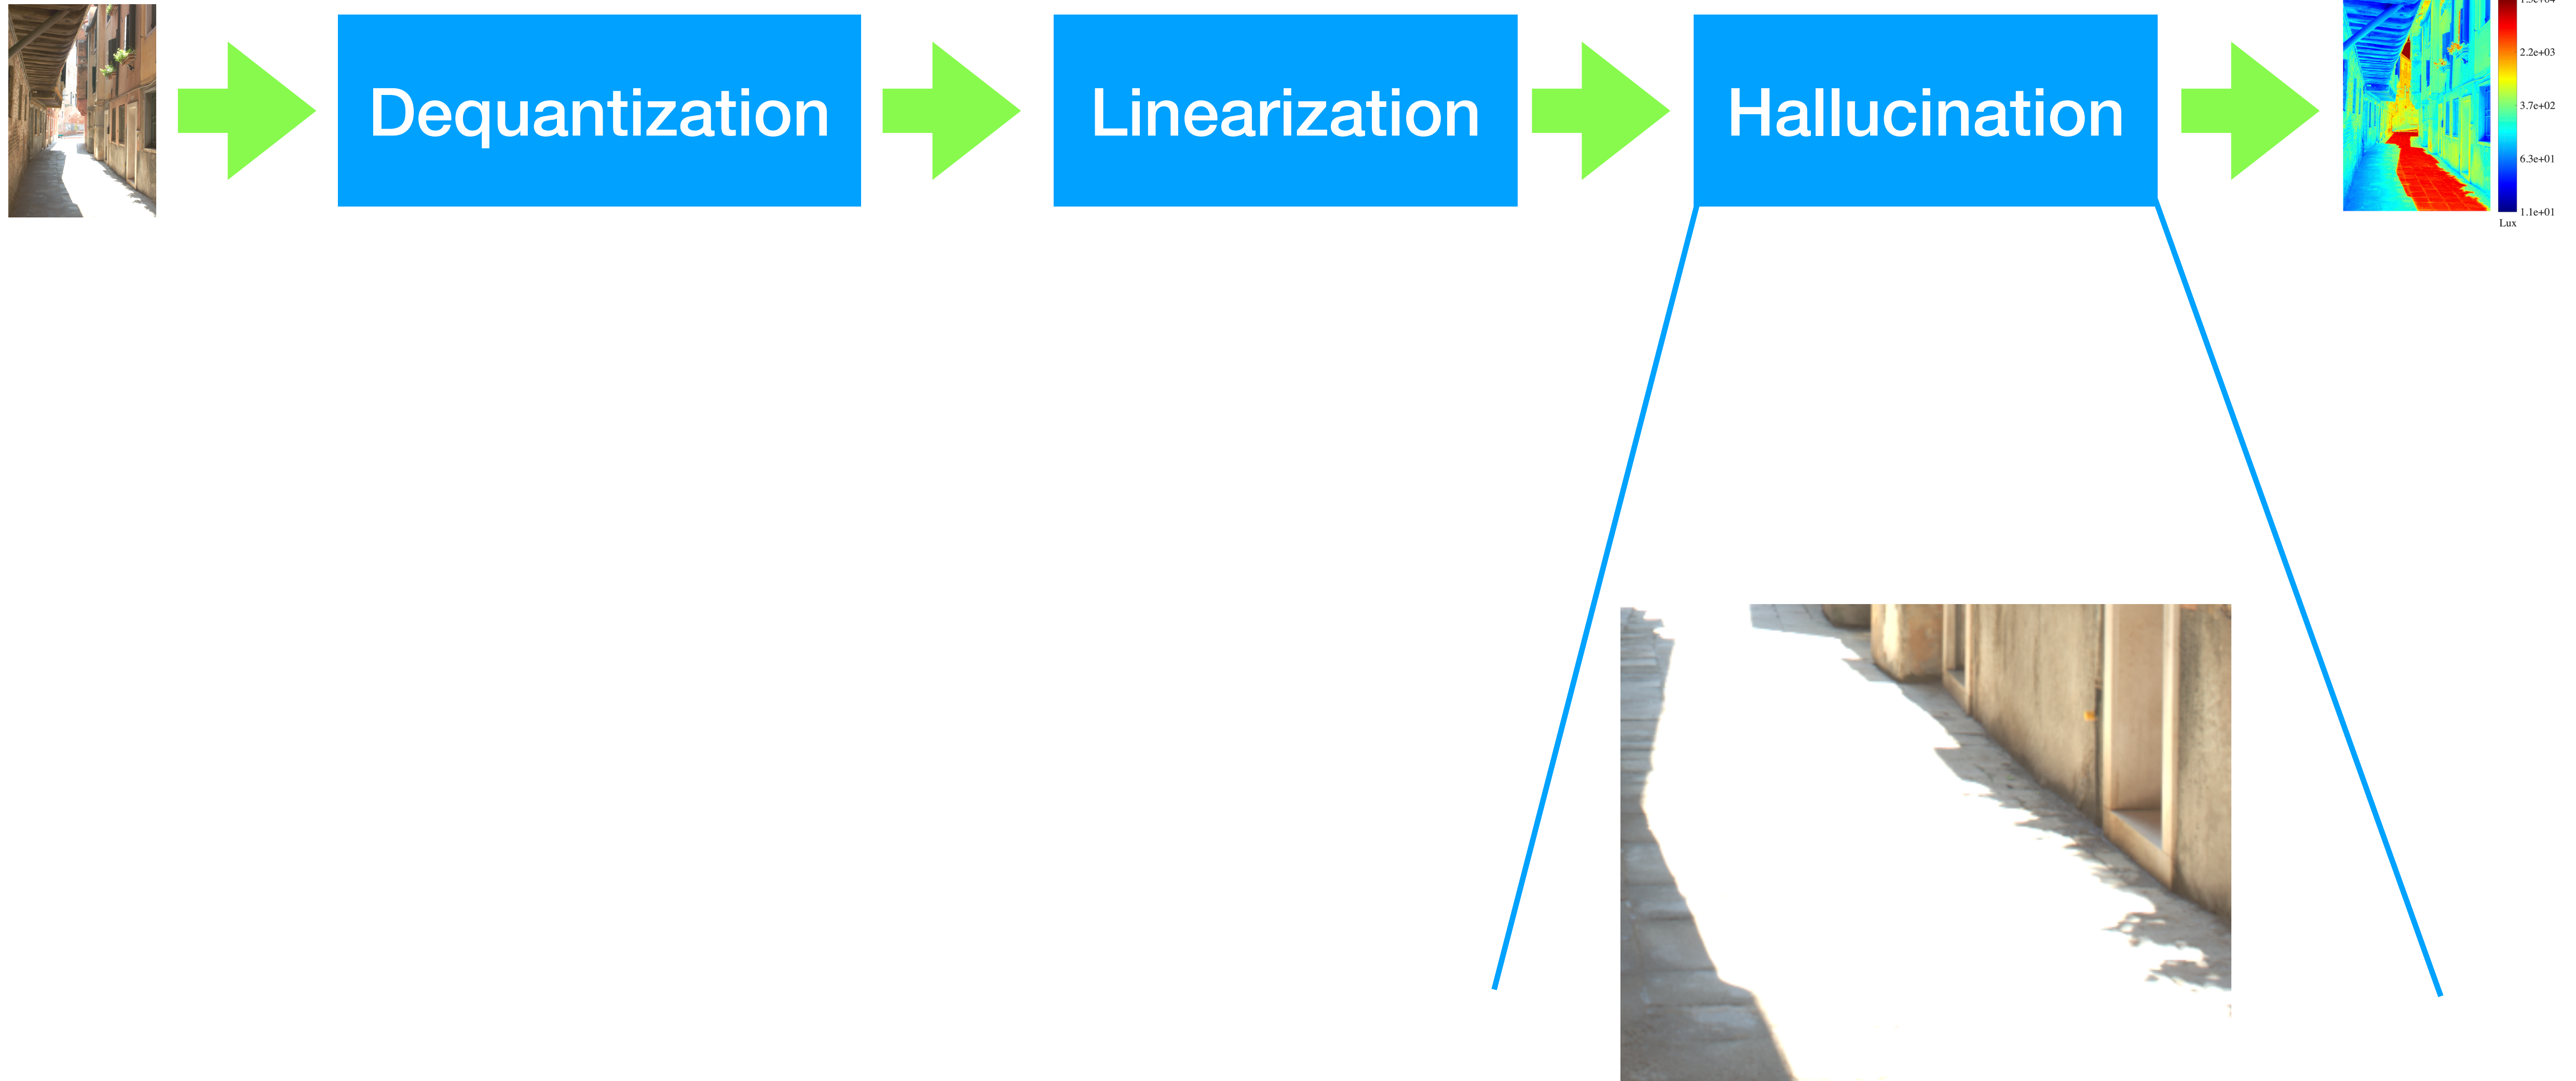 Dequantization
Linearization
Hallucination
2.2e+03
3.7e+02
6.3e+01
1.1e+01
Lux